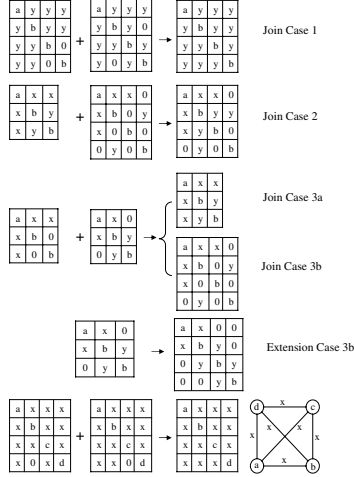 a y y y
y b y y
y y b 0
y y 0 b
+
a y y y
y b y 0
y y b y
y 0 y b
a y y y
y b y y
y y b y
y y y b
Join Case 1
a x x
x b y
x y b
+
a x x 0
x b 0 y
x 0 b 0
0 y 0 b
a x x 0
x b y y
x y b 0
0 y 0 b
Join Case 2
a x x
x b 0
x 0 b
+
a x 0
x b y
0 y b
a x x
x b y
x y b
Join Case 3a
a x x 0
x b 0 y
x 0 b 0
0 y 0 b
Join Case 3b
a x 0
x b y
0 y b
a x 0 0
x b y 0
0 y b y
0 0 y b
Extension Case 3b
a x x x
x b x x
x x c x
x 0 x d
+
a x x x
x b x x
x x c x
x x 0 d
a x x x
x b x x
x x c x
x x x d
d x c
x x x x
a x b